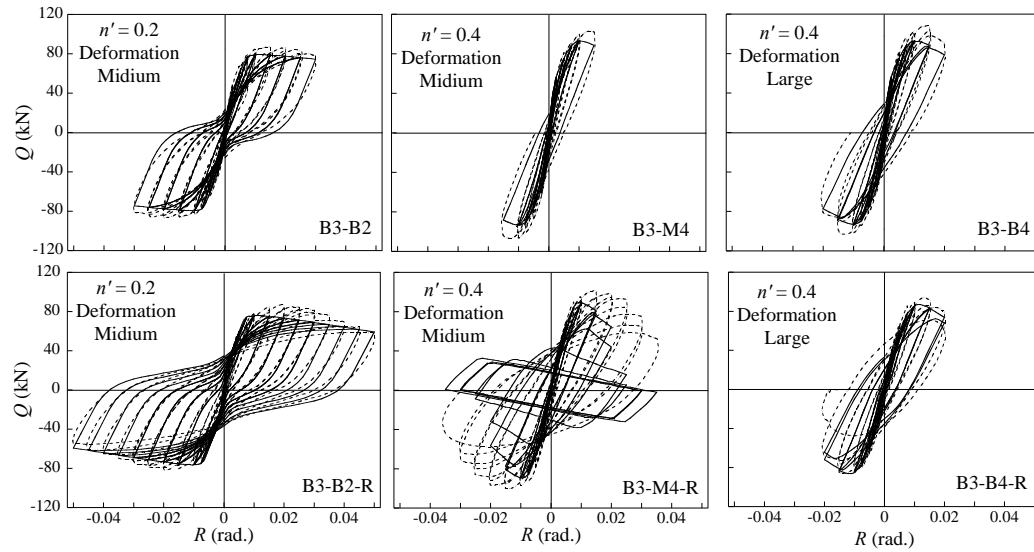 120
80
40
0
-40
-80
-120
Q (kN)
n' = 0.2
Deformation
Midium
B3-B2
n' = 0.4
Deformation
Midium
B3-M4
n' = 0.4
Deformation
Large
B3-B4
120
80
40
0
-40
-80
-120
Q (kN)
n' = 0.2
Deformation
Midium
B3-B2-R
n' = 0.4
Deformation
Midium
B3-M4-R
n' = 0.4
Deformation
Large
B3-B4-R
-0.04 -0.02 0 0.02 0.04
-0.04 -0.02 0 0.02 0.04
-0.04 -0.02 0 0.02 0.04
R (rad.)
R (rad.)
R (rad.)